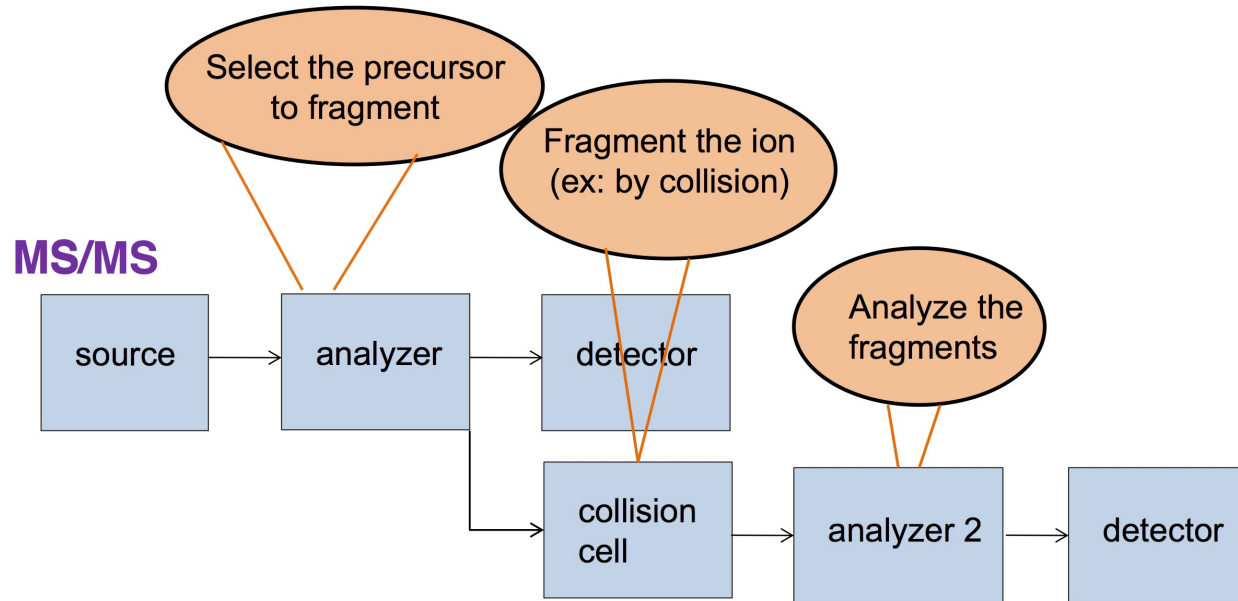 Select the precursor
to fragment
Fragment the ion
(ex: by collision)
MS/MS
Analyze the
fragments
source
analyzer
detector
collision
cell
analyzer 2
detector